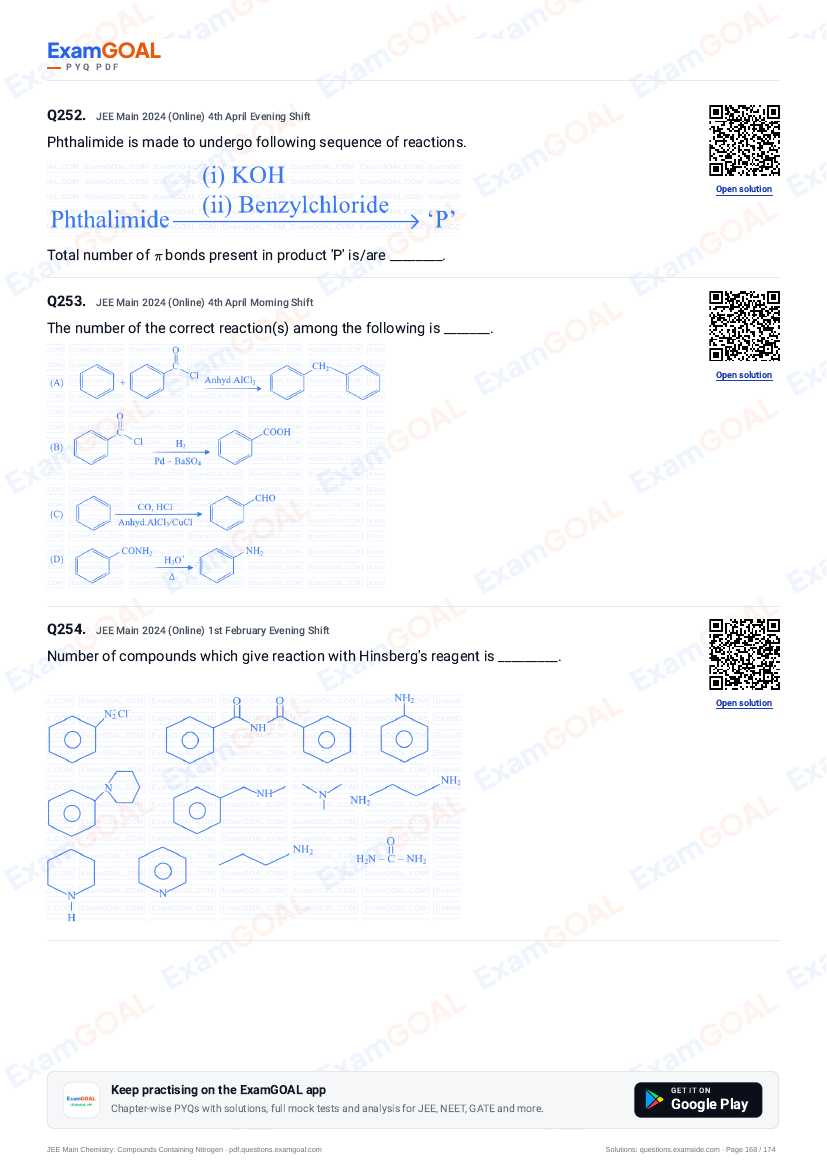 ExamGOAL
PYQ PDF
Q252. JEE Main 2024 (Online) 4th April Evening Shift
Phthalimide is made to undergo following sequence of reactions.
Open solution
(i) KOH
(ii) Benzylchloride
Phthalimide ⟶ 'P'
Total number of π bonds present in product 'P' is/are ________.
Q253. JEE Main 2024 (Online) 4th April Morning Shift
The number of the correct reaction(s) among the following is _______.
Open solution
(A) + O C Cl Anhyd.AlCl₃ CH₂
(B) O C Cl H₂ Pd – BaSO₄ COOH
(C) CO, HCl Anhyd.AlCl₃/CuCl CHO
(D) CONH₂ H₃O⁺ Δ NH₂
Q254. JEE Main 2024 (Online) 1st February Evening Shift
Number of compounds which give reaction with Hinsberg's reagent is _________.
Open solution
N₂⁺Cl⁻ O O NH NH₂
N NH N NH₂ NH₂
N H N NH₂ O H₂N – C – NH₂
Keep practising on the ExamGOAL app
Chapter-wise PYQs with solutions, full mock tests and analysis for JEE, NEET, GATE and more.
GET IT ON
Google Play
JEE Main Chemistry: Compounds Containing Nitrogen · pdf.questions.examgoal.com
Solutions: questions.examside.com · Page 168 / 174